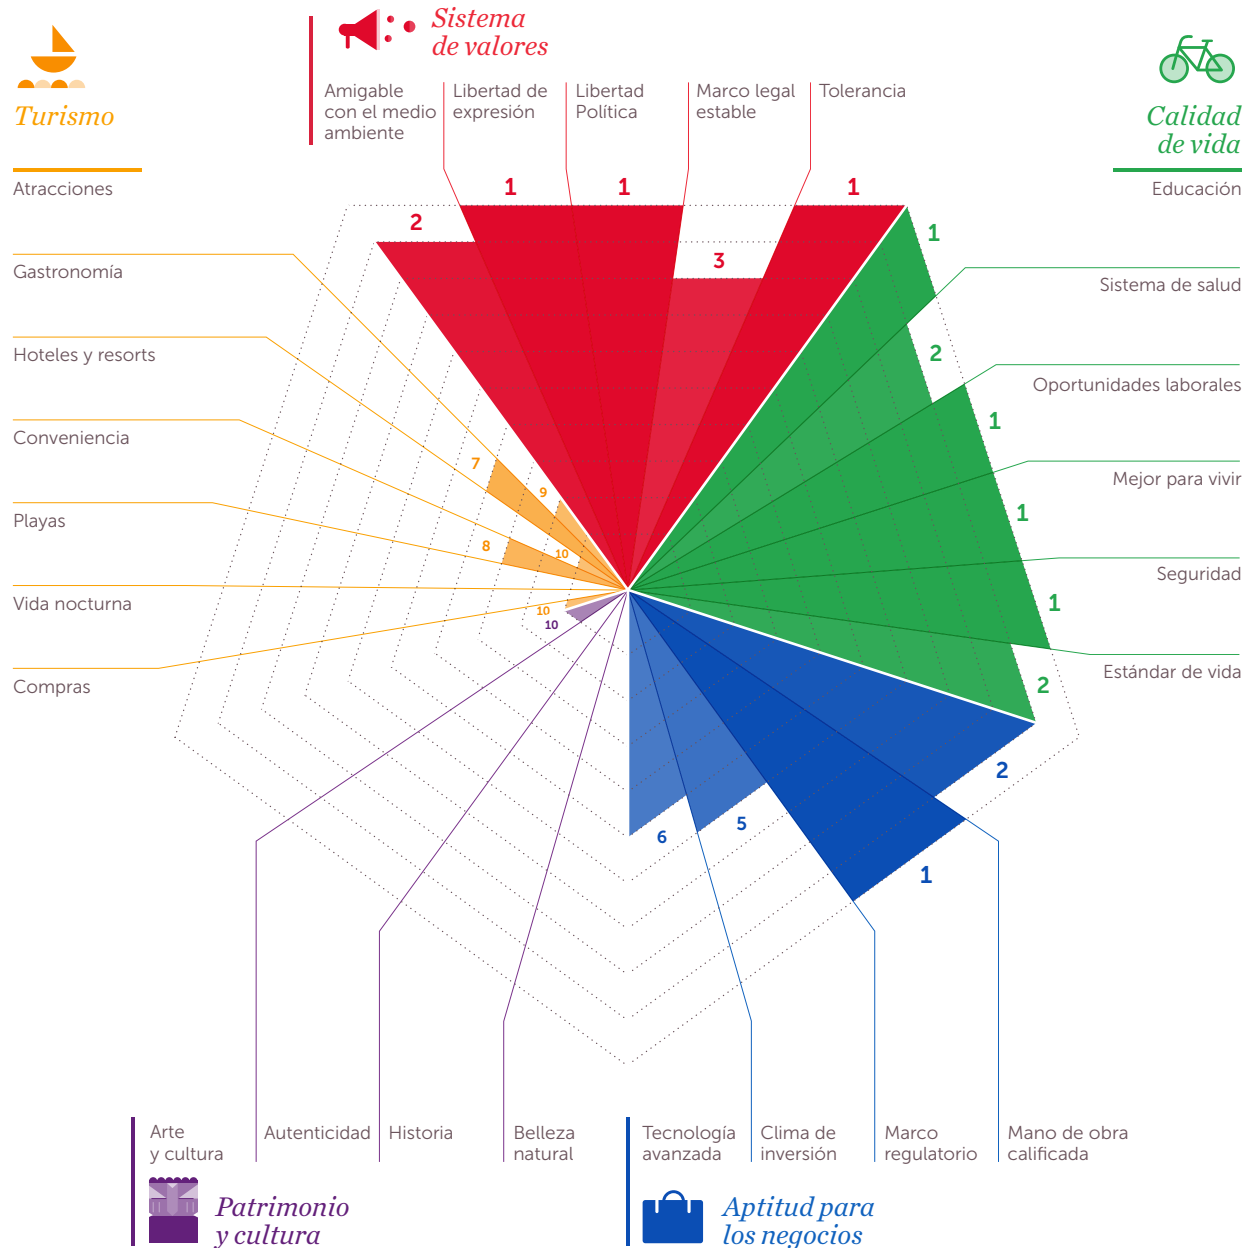 Sistema
de valores
Turismo
Calidad
de vida
Amigable
con el medio
ambiente
Libertad de
expresión
Libertad
Política
Marco legal
estable
Tolerancia
Atracciones
Gastronomía
Hoteles y resorts
Conveniencia
Playas
Vida nocturna
Compras
Educación
Sistema de salud
Oportunidades laborales
Mejor para vivir
Seguridad
Estándar de vida
2
1
1
3
1
1
2
1
1
1
2
7
9
8
10
10
10
2
1
5
6
Arte
y cultura
Autenticidad
Historia
Belleza
natural
Tecnología
avanzada
Clima de
inversión
Marco
regulatorio
Mano de obra
calificada
Patrimonio
y cultura
Aptitud para
los negocios